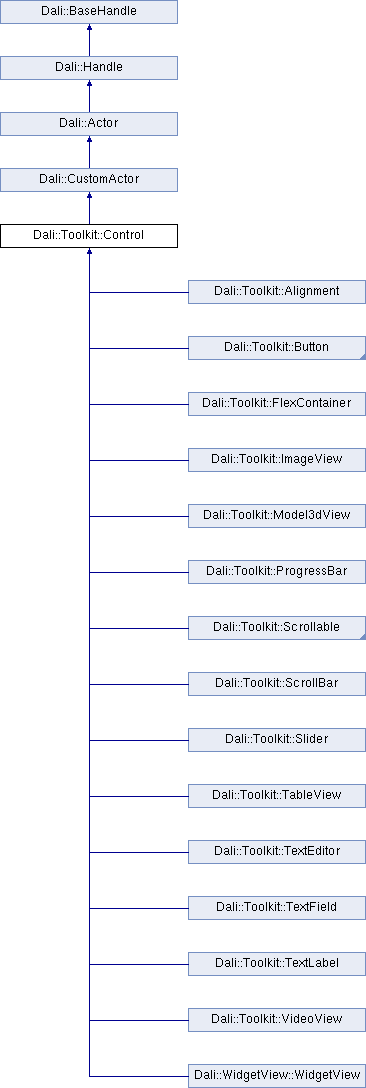 Dali::BaseHandle
Dali::Handle
Dali::Actor
Dali::CustomActor
Dali::Toolkit::Control
Dali::Toolkit::Alignment
Dali::Toolkit::Button
Dali::Toolkit::FlexContainer
Dali::Toolkit::ImageView
Dali::Toolkit::Model3dView
Dali::Toolkit::ProgressBar
Dali::Toolkit::Scrollable
Dali::Toolkit::ScrollBar
Dali::Toolkit::Slider
Dali::Toolkit::TableView
Dali::Toolkit::TextEditor
Dali::Toolkit::TextField
Dali::Toolkit::TextLabel
Dali::Toolkit::VideoView
Dali::WidgetView::WidgetView